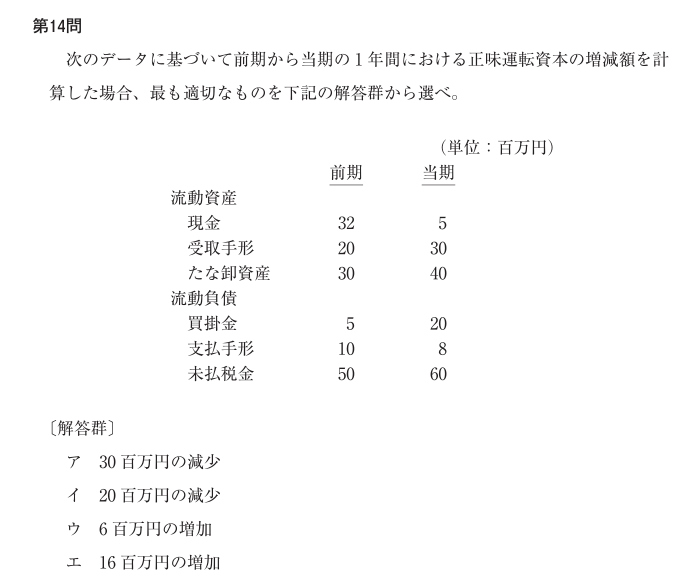 第14問
次のデータに基づいて前期から当期の1年間における正味運転資本の増減額を計
算した場合、最も適切なものを下記の解答群から選べ。
（単位：百万円）
前期 当期
流動資産
現金 32 5
受取手形 20 30
たな卸資産 30 40
流動負債
買掛金 5 20
支払手形 10 8
未払税金 50 60
〔解答群〕
ア 30百万円の減少
イ 20百万円の減少
ウ 6百万円の増加
エ 16百万円の増加